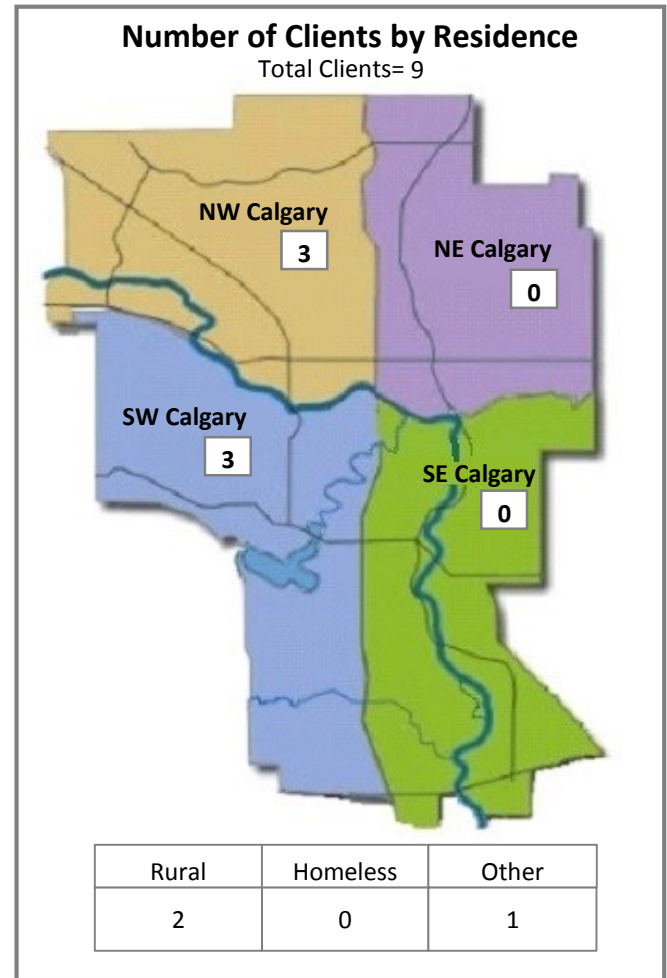 Number of Clients by Residence
Total Clients= 9
NW Calgary
3
NE Calgary
0
SW Calgary
3
SE Calgary
0
Rural Homeless Other
2 0 1